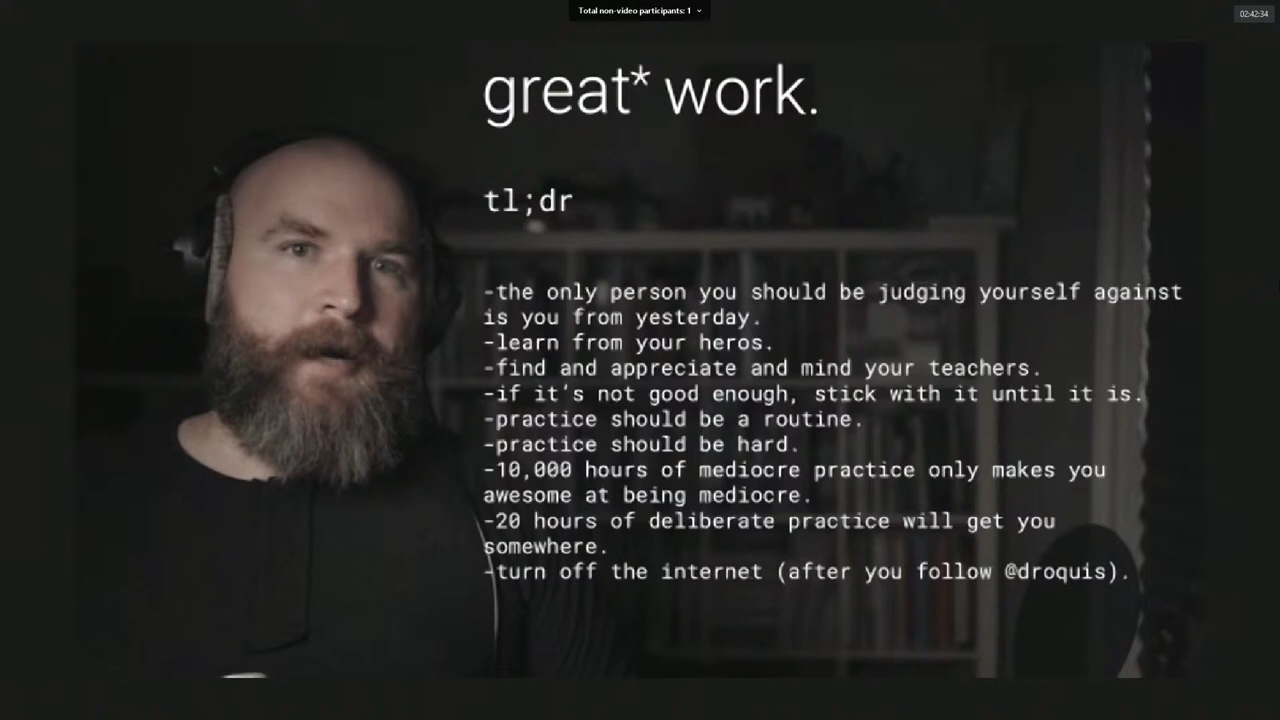 Total non-video participants: 1
02:42:34
great* work.
tl;dr
-the only person you should be judging yourself against
is you from yesterday.
-learn from your heros.
-find and appreciate and mind your teachers.
-if it’s not good enough, stick with it until it is.
-practice should be a routine.
-practice should be hard.
-10,000 hours of mediocre practice only makes you
awesome at being mediocre.
-20 hours of deliberate practice will get you
somewhere.
-turn off the internet (after you follow @droquis).